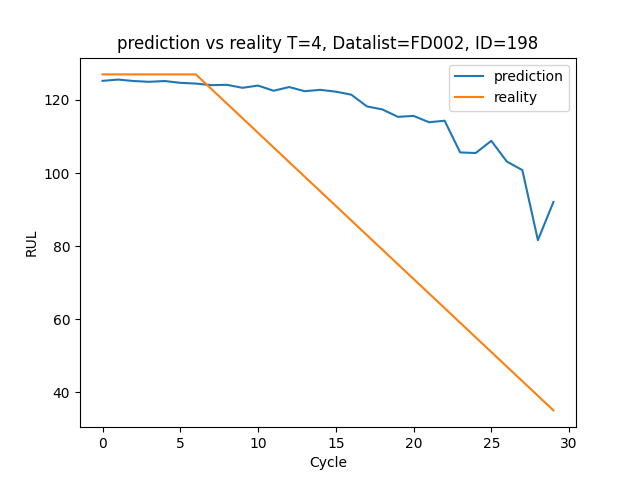 prediction vs reality T=4, Datalist=FD002, ID=198
prediction
reality
120
100
80
60
40
RUL
0 5 10 15 20 25 30
Cycle